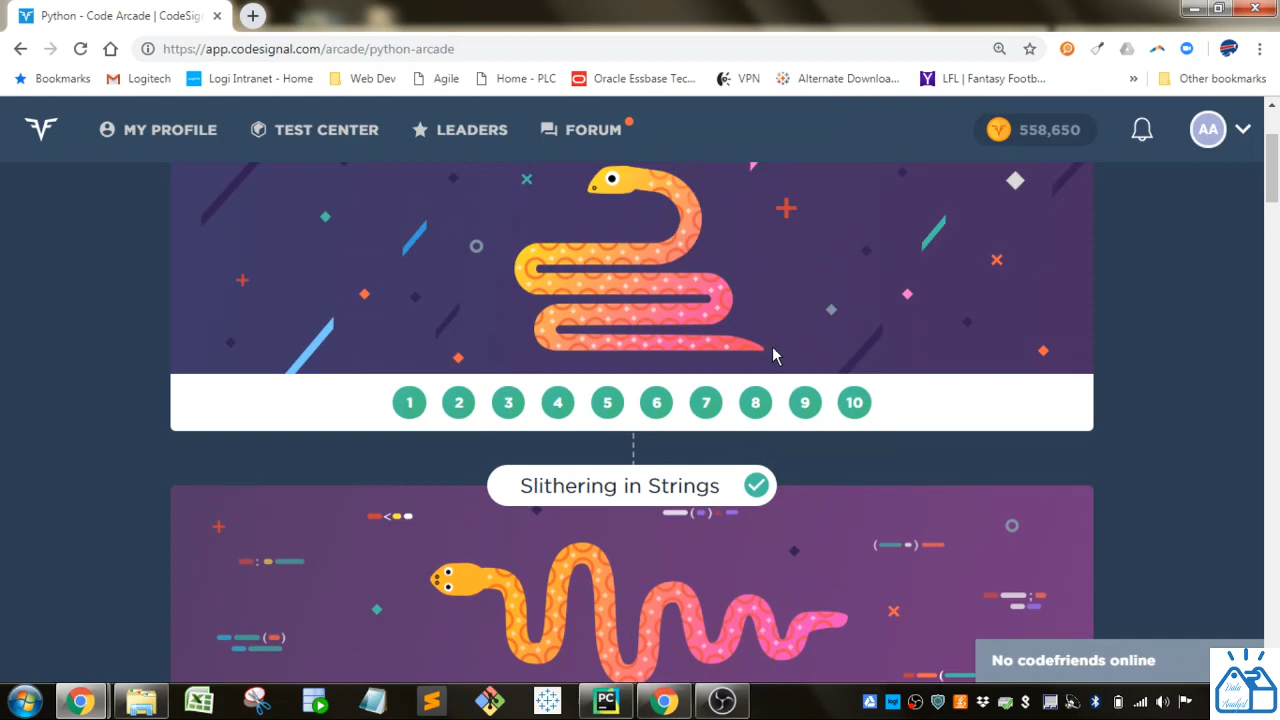 Python - Code Arcade | CodeSig
https://app.codesignal.com/arcade/python-arcade
Bookmarks
Logitech
Logi Intranet - Home
Web Dev
Agile
Home - PLC
Oracle Essbase Tec...
VPN
Alternate Downloa...
LFL | Fantasy Footb...
»
Other bookmarks
MY PROFILE
TEST CENTER
LEADERS
FORUM
558,650
AA
1 2 3 4 5 6 7 8 9 10
Slithering in Strings
No codefriends online
PC
Data
Analyst